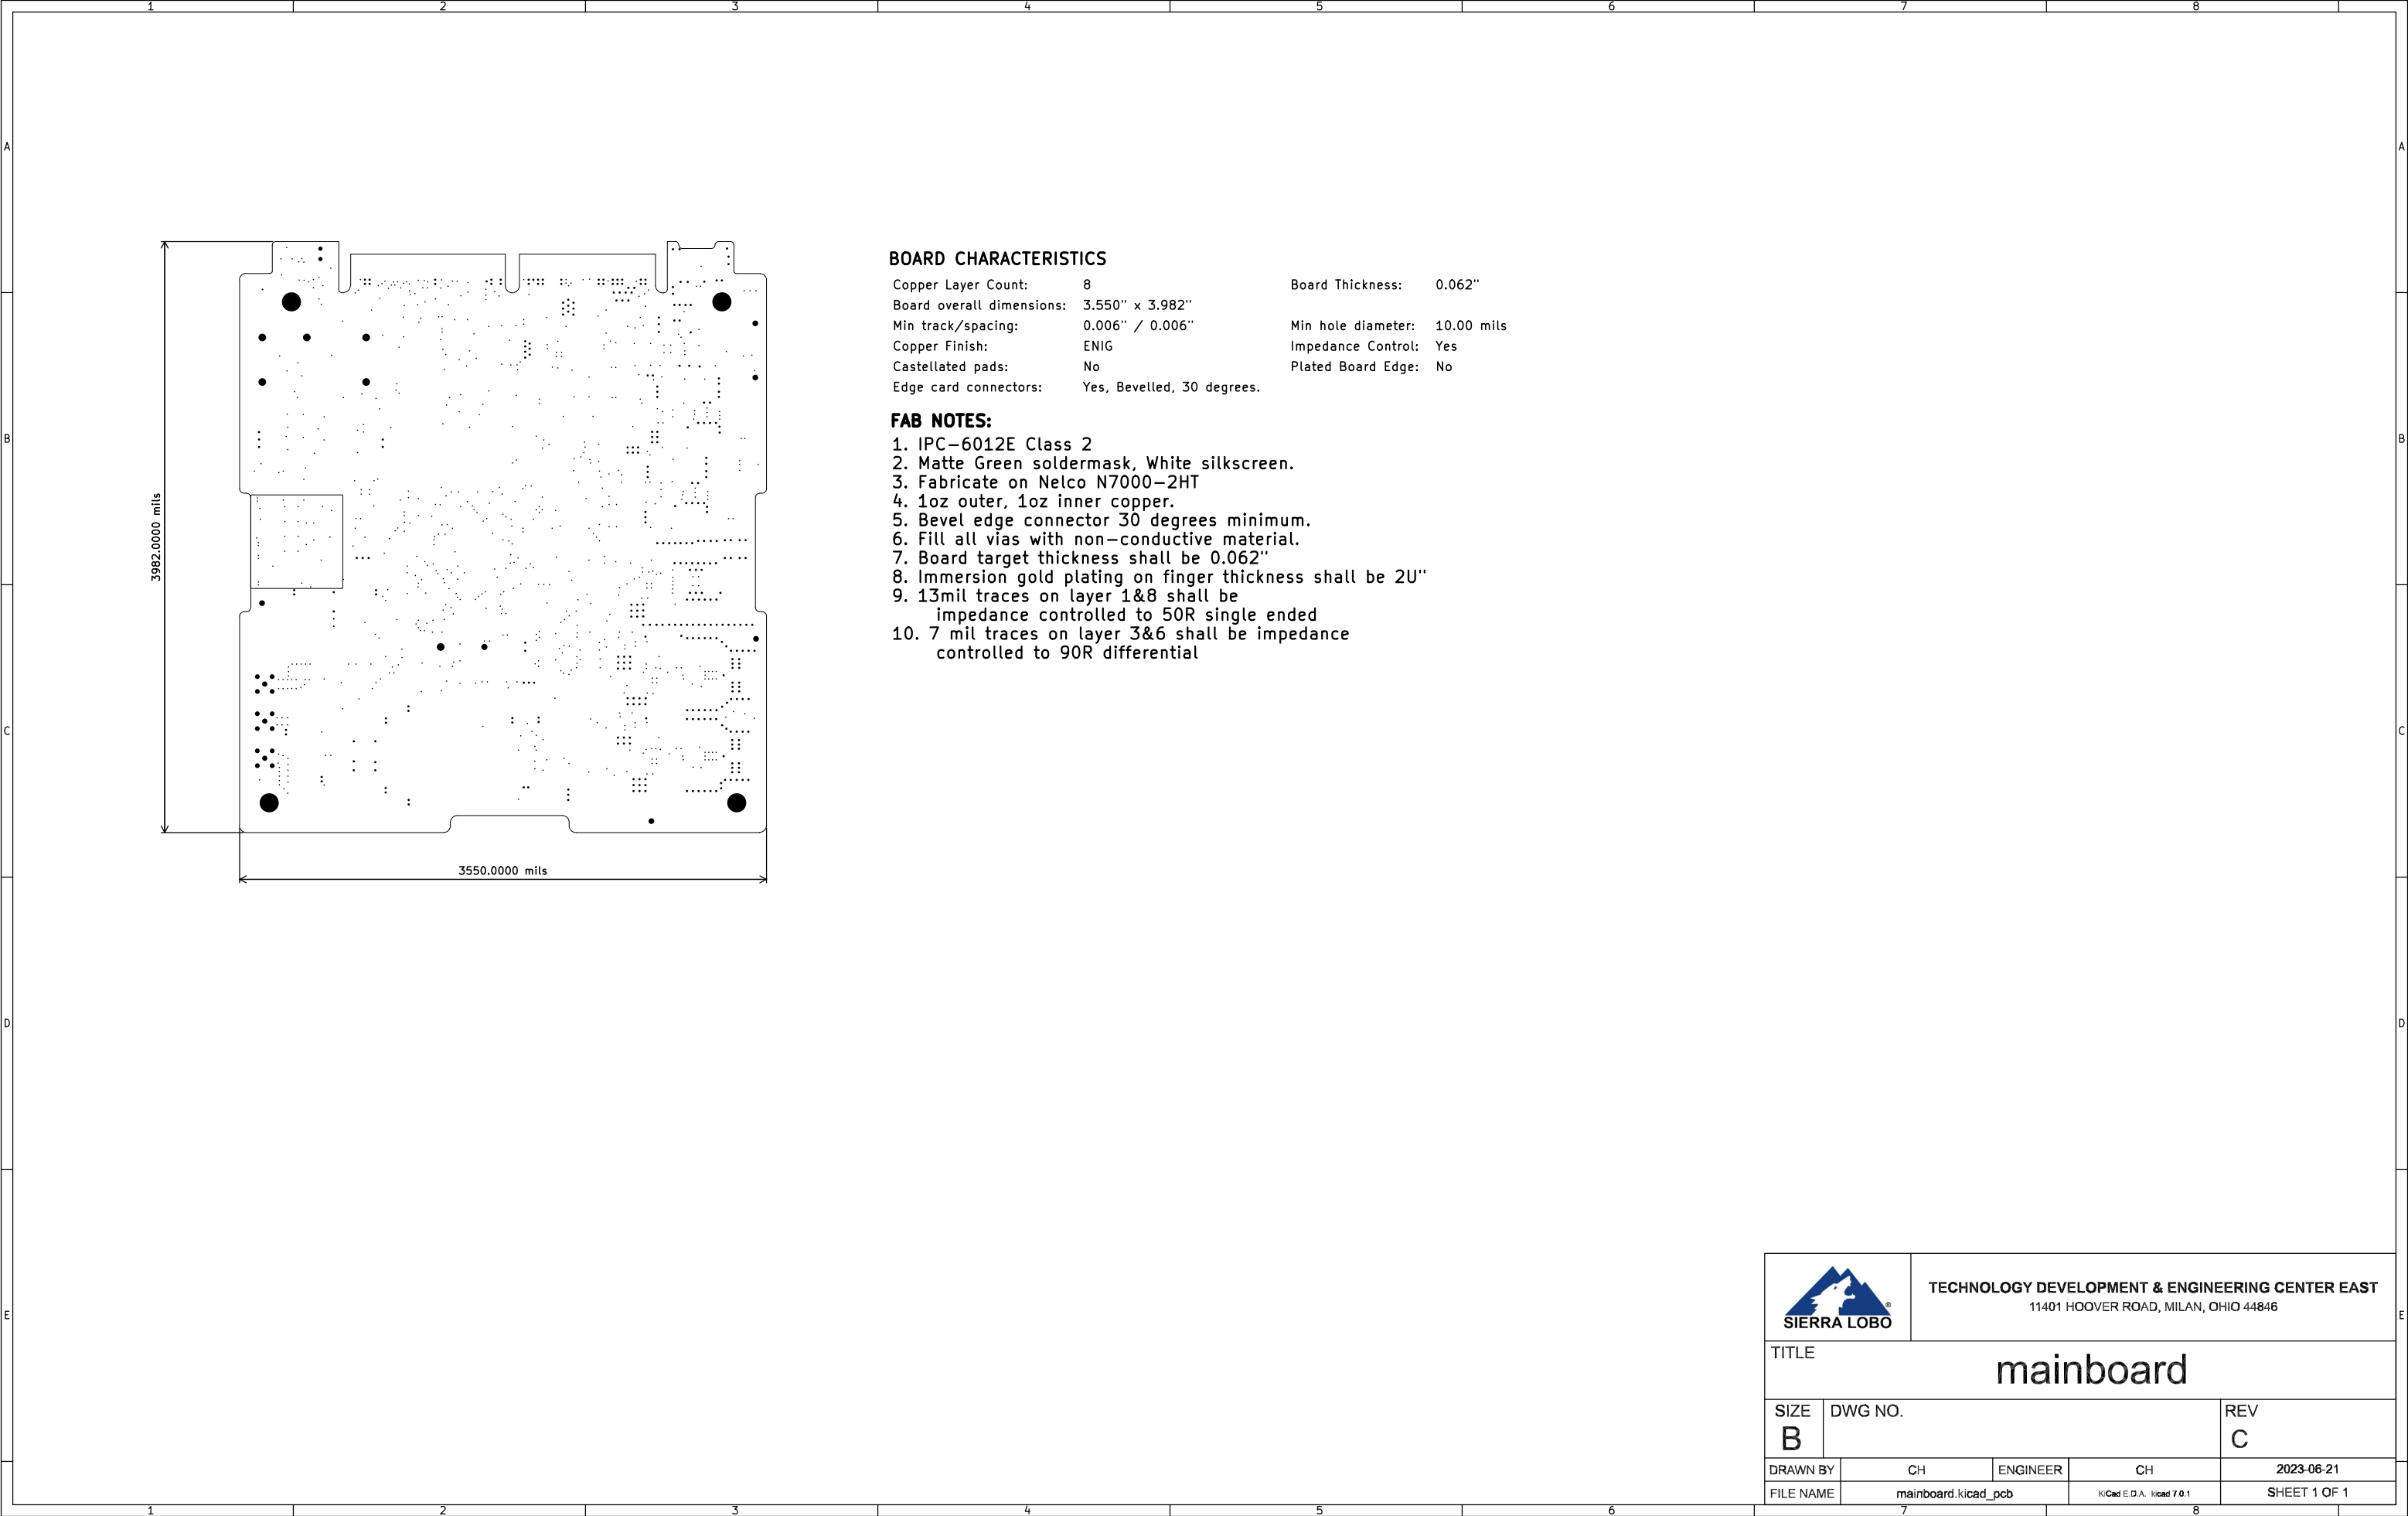 1 2 3 4 5 6 7 8
A A
B B
C C
D D
E E
3982.0000 mils
3550.0000 mils
BOARD CHARACTERISTICS
Copper Layer Count: 8 Board Thickness: 0.062"
Board overall dimensions: 3.550" x 3.982"
Min track/spacing: 0.006" / 0.006" Min hole diameter: 10.00 mils
Copper Finish: ENIG Impedance Control: Yes
Castellated pads: No Plated Board Edge: No
Edge card connectors: Yes, Bevelled, 30 degrees.
FAB NOTES:
1. IPC-6012E Class 2
2. Matte Green soldermask, White silkscreen.
3. Fabricate on Nelco N7000-2HT
4. 1oz outer, 1oz inner copper.
5. Bevel edge connector 30 degrees minimum.
6. Fill all vias with non-conductive material.
7. Board target thickness shall be 0.062"
8. Immersion gold plating on finger thickness shall be 2U"
9. 13mil traces on layer 1&8 shall be
impedance controlled to 50R single ended
10. 7 mil traces on layer 3&6 shall be impedance
controlled to 90R differential
SIERRA LOBO ®
TECHNOLOGY DEVELOPMENT & ENGINEERING CENTER EAST
11401 HOOVER ROAD, MILAN, OHIO 44846
TITLE
mainboard
SIZE DWG NO. REV
B C
DRAWN BY CH ENGINEER CH 2023-06-21
FILE NAME mainboard.kicad_pcb KiCad E.D.A. kicad 7.0.1 SHEET 1 OF 1
1 2 3 4 5 6 7 8